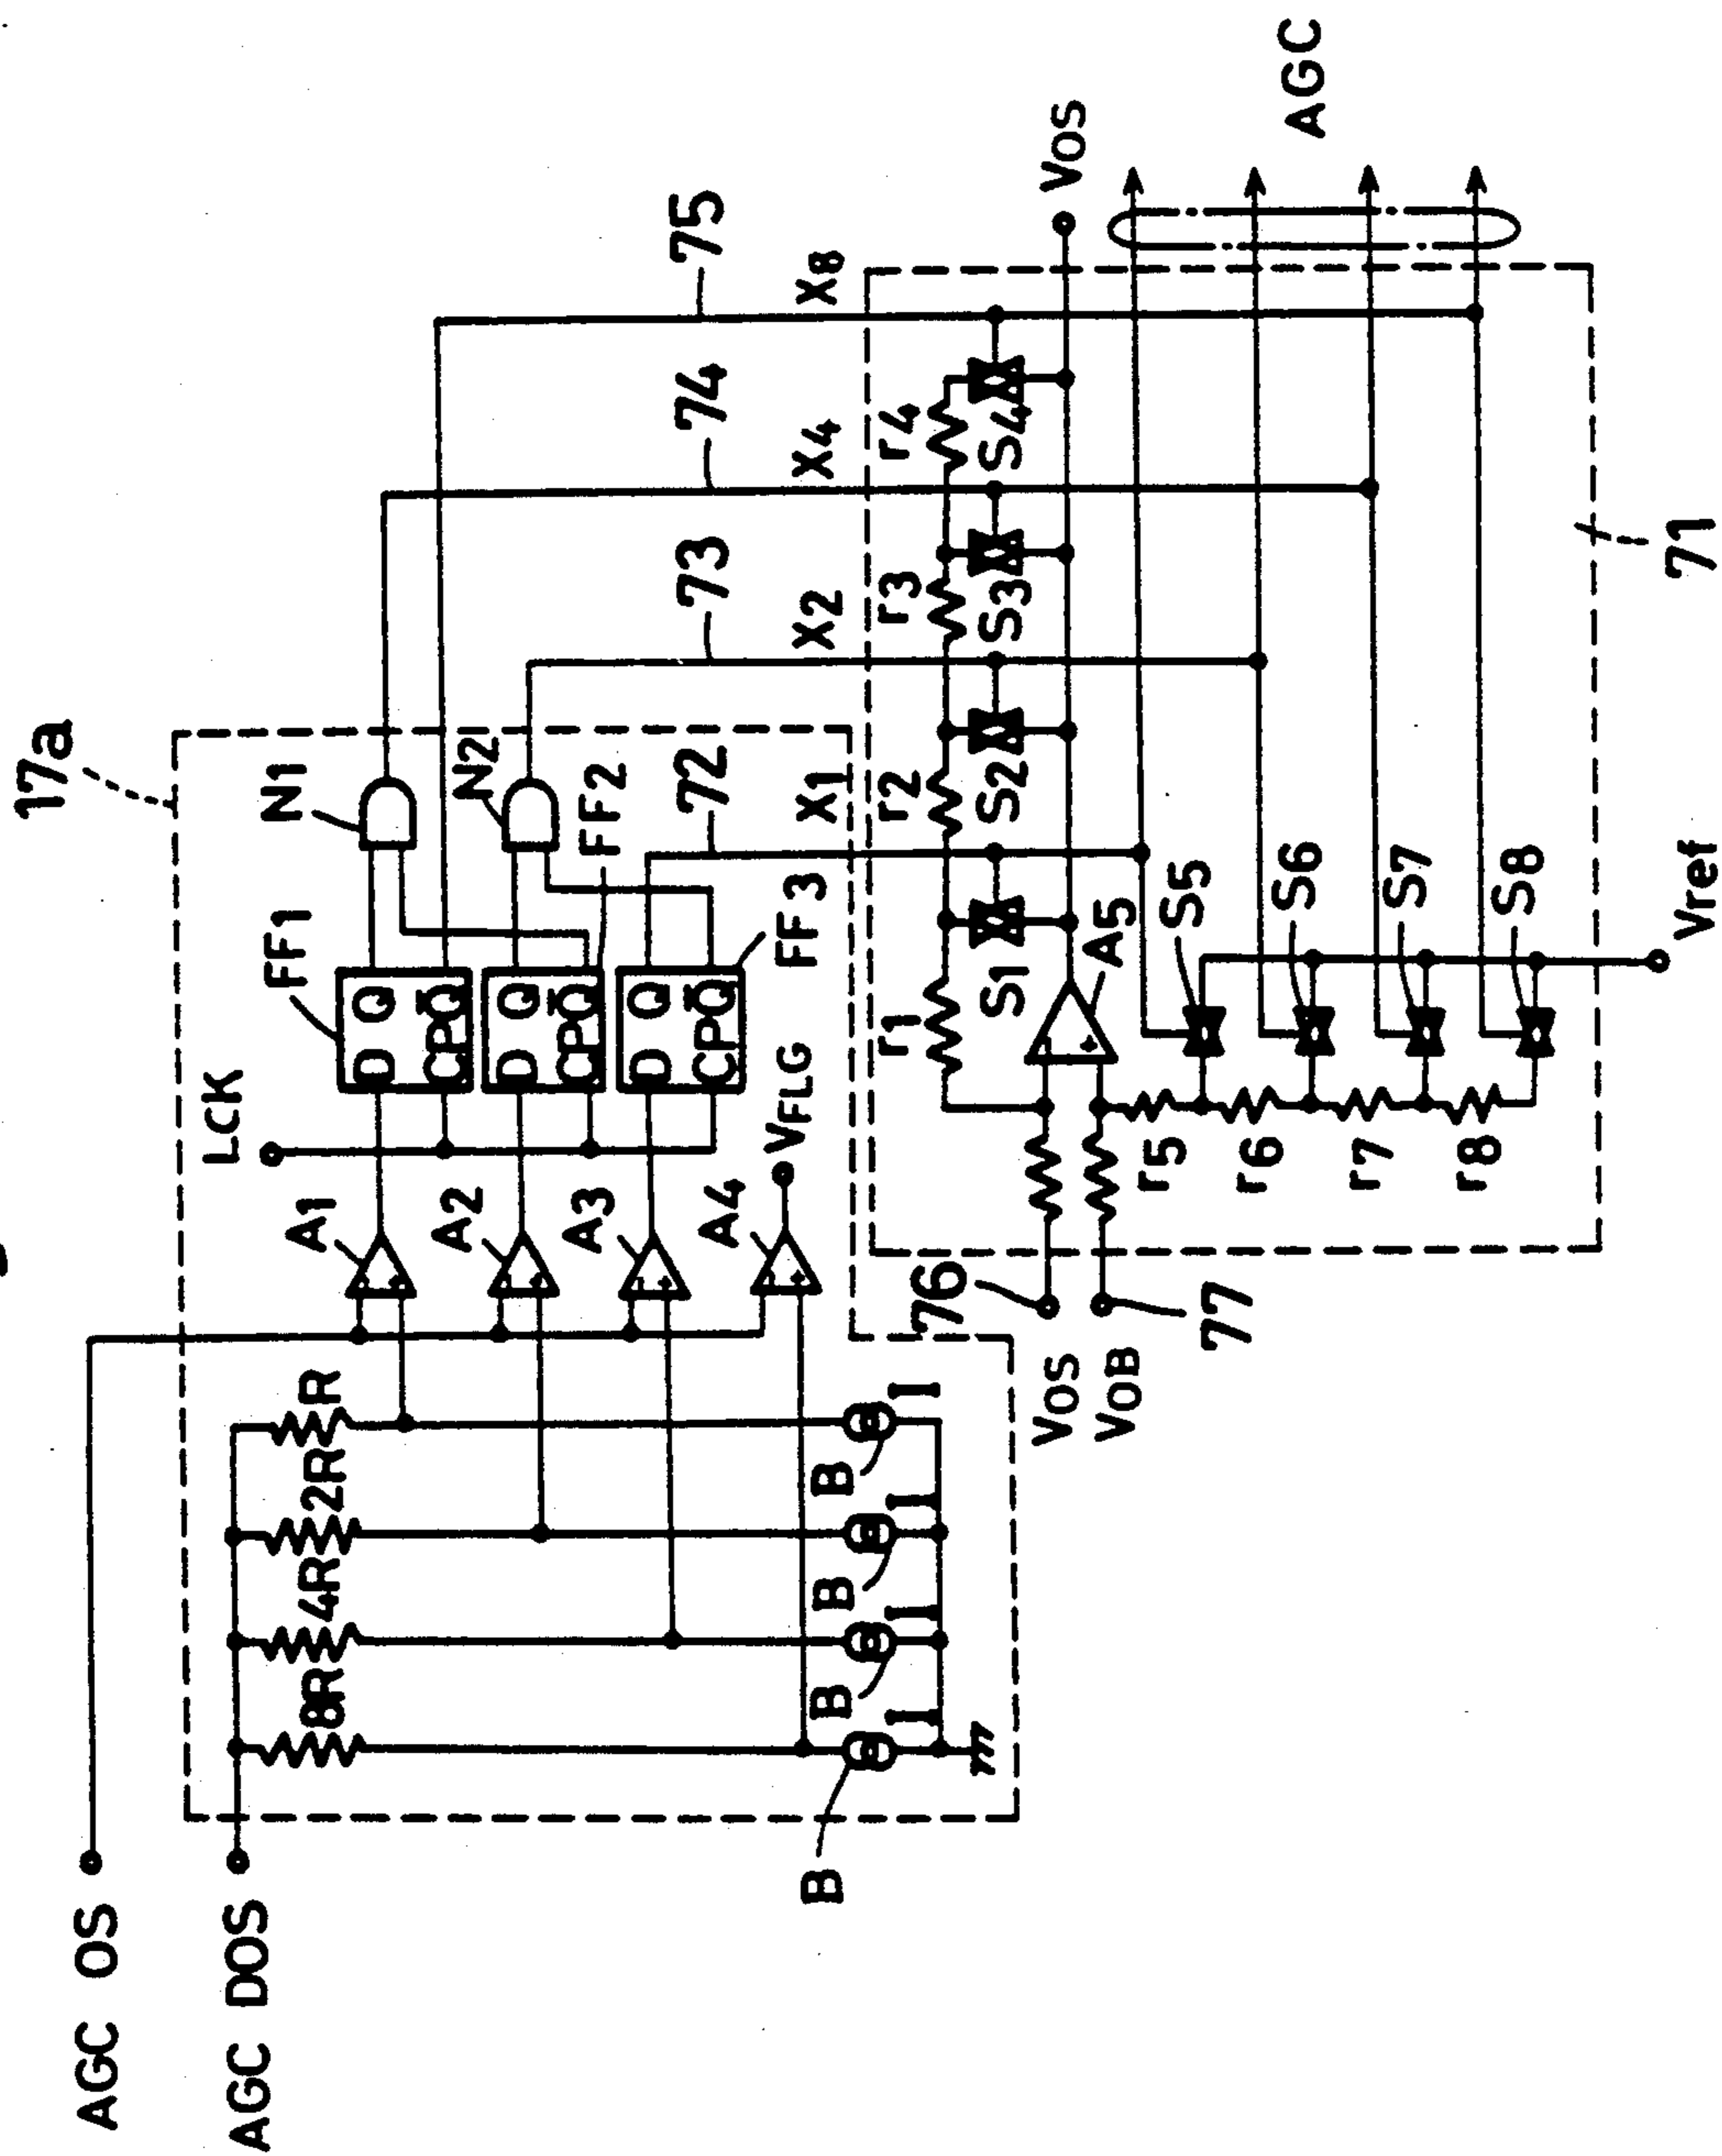 17a
AGC OS
AGC DOS
8R
4R
2R
R
A1
A2
A3
A4
LCK
FF1
D Q
CP Q̅
D Q
CP Q̅
D Q
CP Q̅
N1
N2
FF2
FF3
VFLG
B
B
B
B
I
I
I
I
72
73
74
75
X1
X2
X4
X8
VOS
VOB
76
77
r1
r2
r3
r4
S1
S2
S3
S4
A5
VOS
r5
r6
r7
r8
S5
S6
S7
S8
Vref
71
AGC